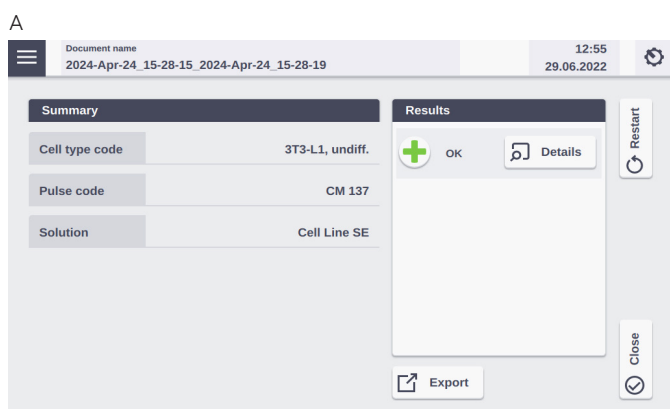 A
Document name
2024-Apr-24_15-28-15_2024-Apr-24_15-28-19
12:55
29.06.2022
Summary
Cell type code
3T3-L1, undiff.
Pulse code
CM 137
Solution
Cell Line SE
Results
OK
Details
Export
Restart
Close